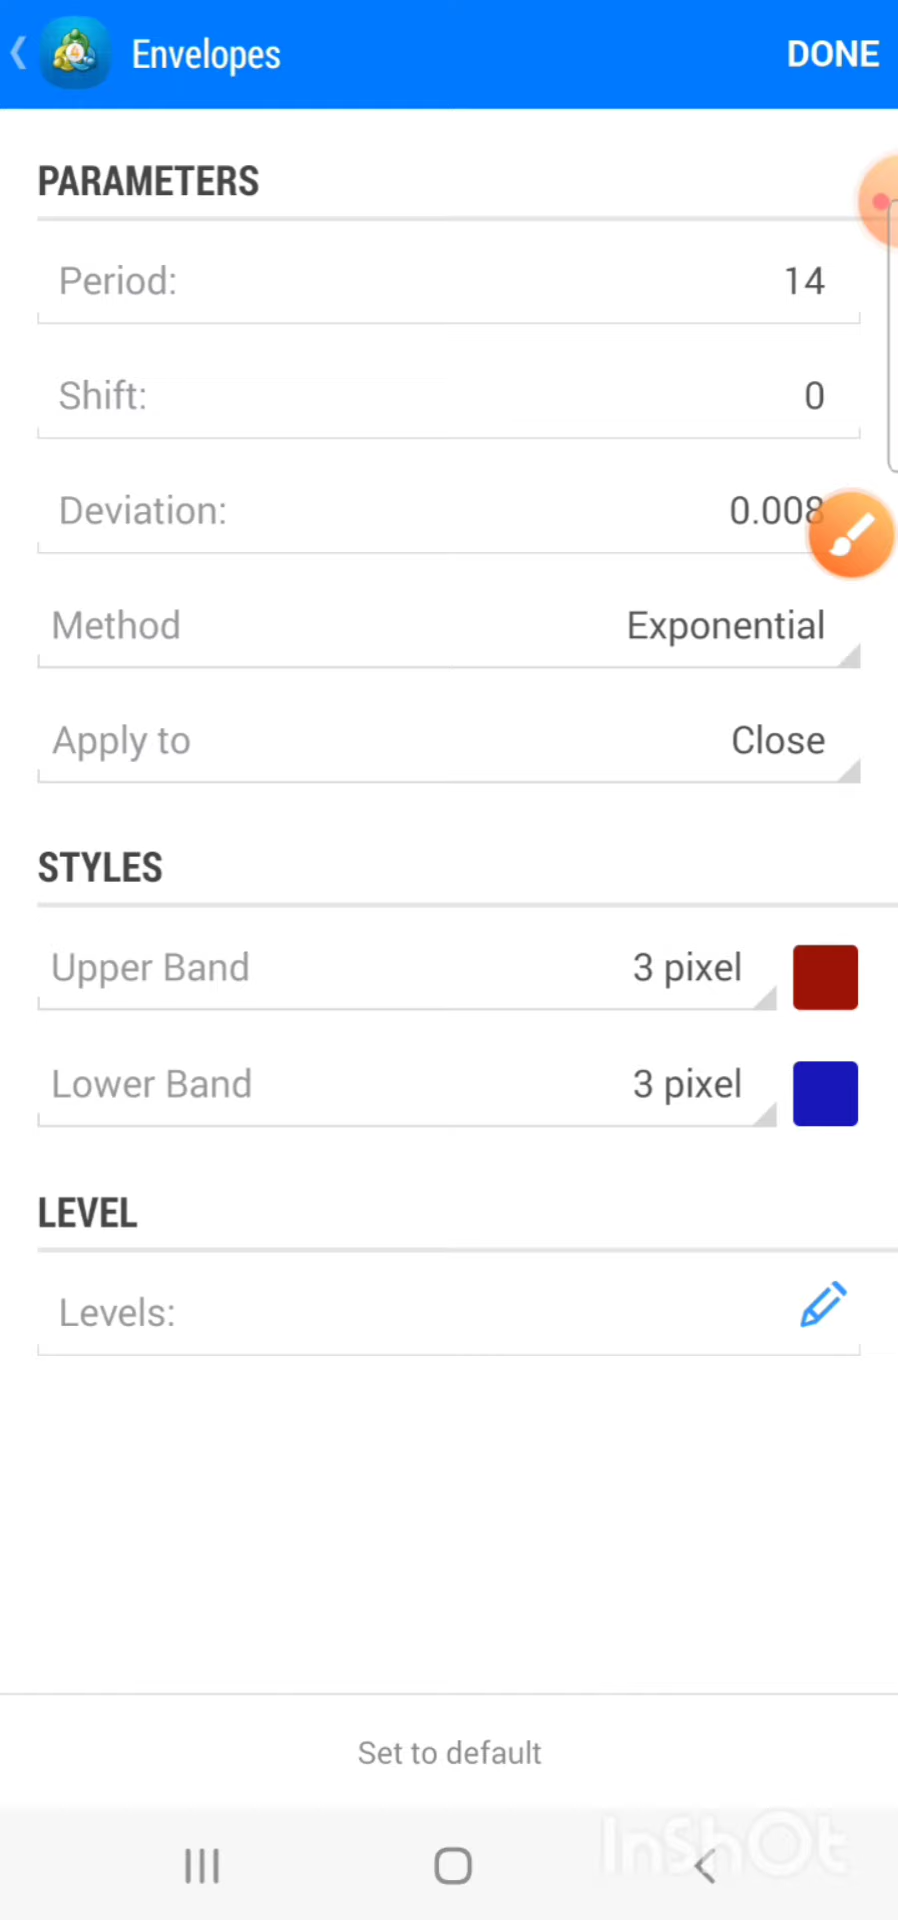 Envelopes
DONE
PARAMETERS
Period: 14
Shift: 0
Deviation: 0.008
Method Exponential
Apply to Close
STYLES
Upper Band 3 pixel
Lower Band 3 pixel
LEVEL
Levels:
Set to default
InShOt